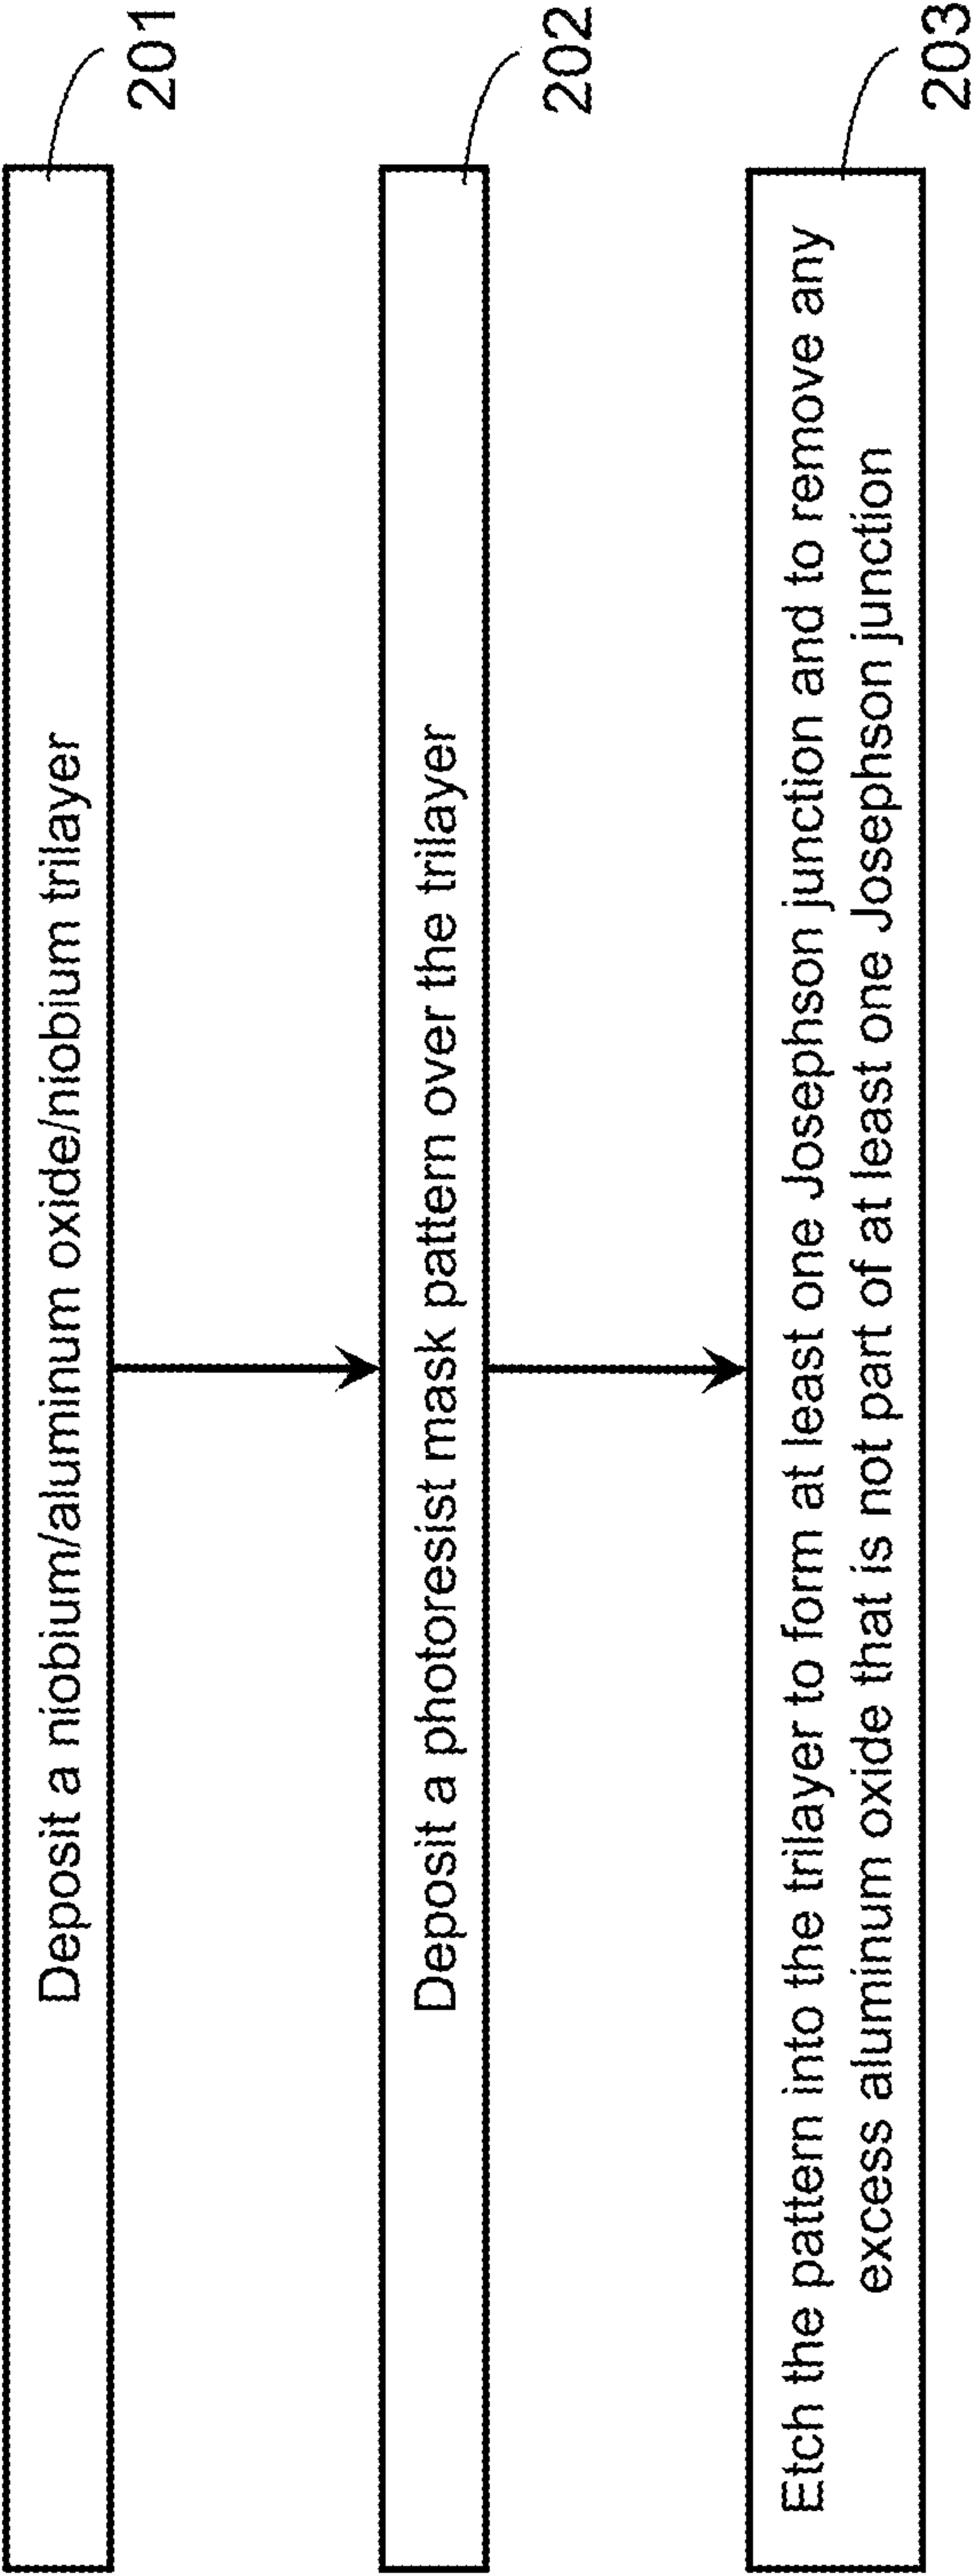 201
Deposit a niobium/aluminum oxide/niobium trilayer
202
Deposit a photoresist mask pattern over the trilayer
203
Etch the pattern into the trilayer to form at least one Josephson junction and to remove any
excess aluminum oxide that is not part of at least one Josephson junction